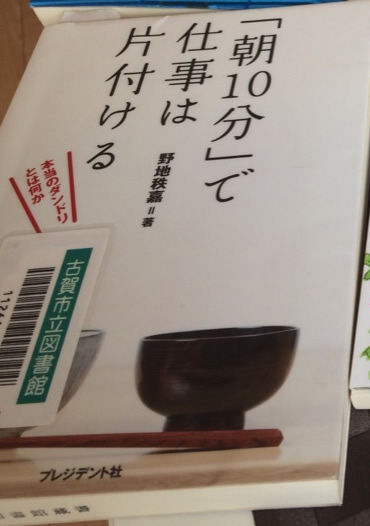 「朝10分」で
仕事は
片付ける
野地秩嘉=著
本当のダンドリ
とは何か
古賀市立図書館
プレジデント社